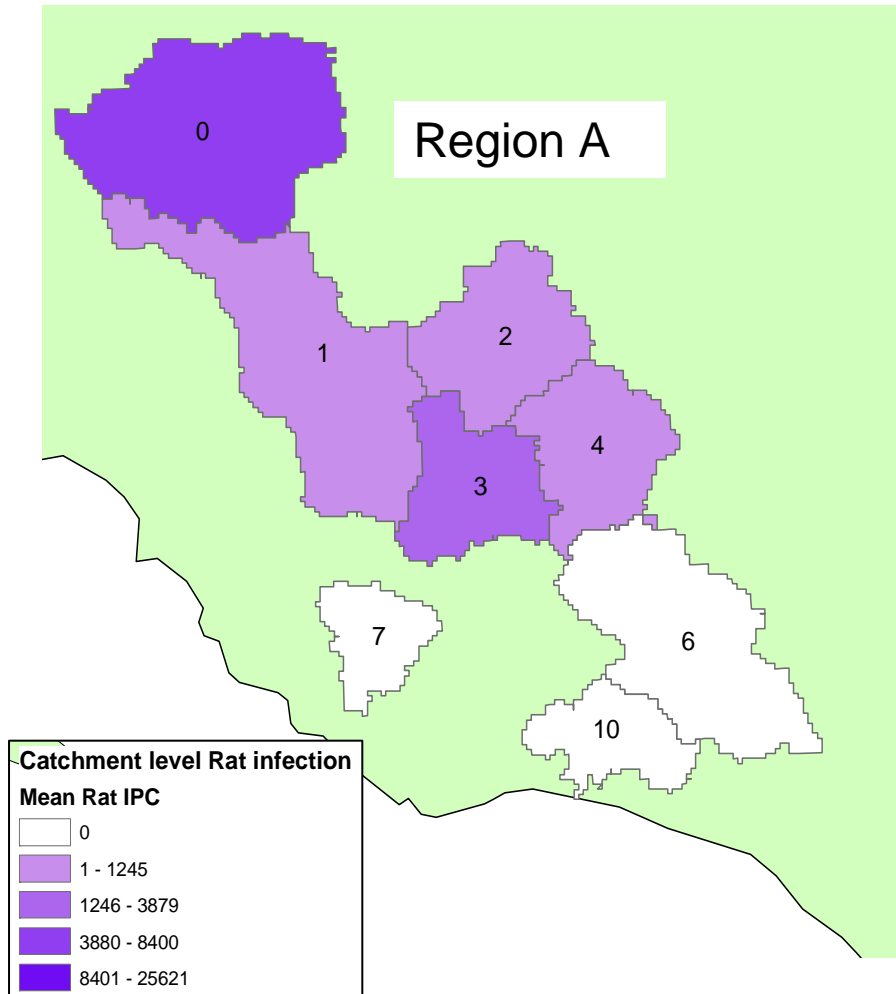 0
Region A
2
1
4
3
7
6
10
Catchment level Rat infection
Mean Rat IPC
0
1 - 1245
1246 - 3879
3880 - 8400
8401 - 25621